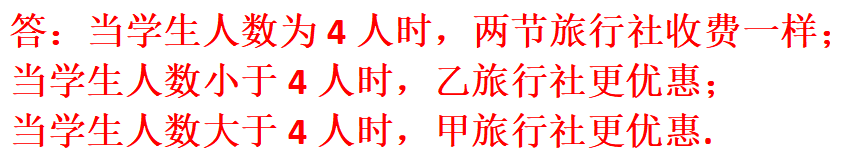 答：当学生人数为 4 人时，两节旅行社收费一样；
当学生人数小于 4 人时，乙旅行社更优惠；
当学生人数大于 4 人时，甲旅行社更优惠.